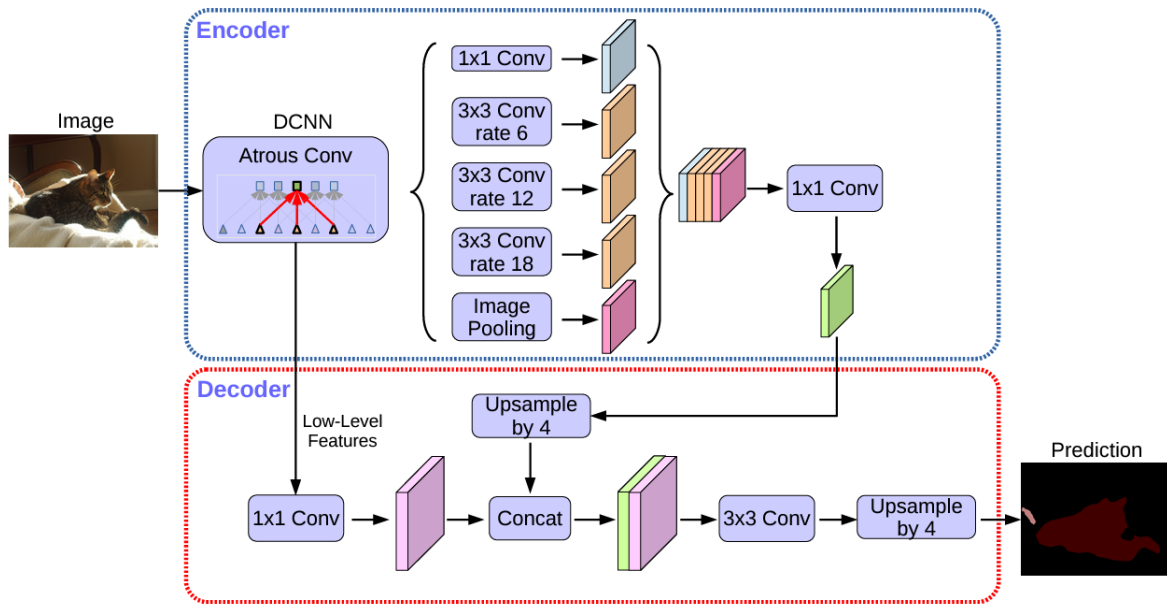 Encoder
Image
DCNN
Atrous Conv
1x1 Conv
3x3 Conv
rate 6
3x3 Conv
rate 12
3x3 Conv
rate 18
Image
Pooling
1x1 Conv
Decoder
Low-Level
Features
Upsample
by 4
1x1 Conv
Concat
3x3 Conv
Upsample
by 4
Prediction